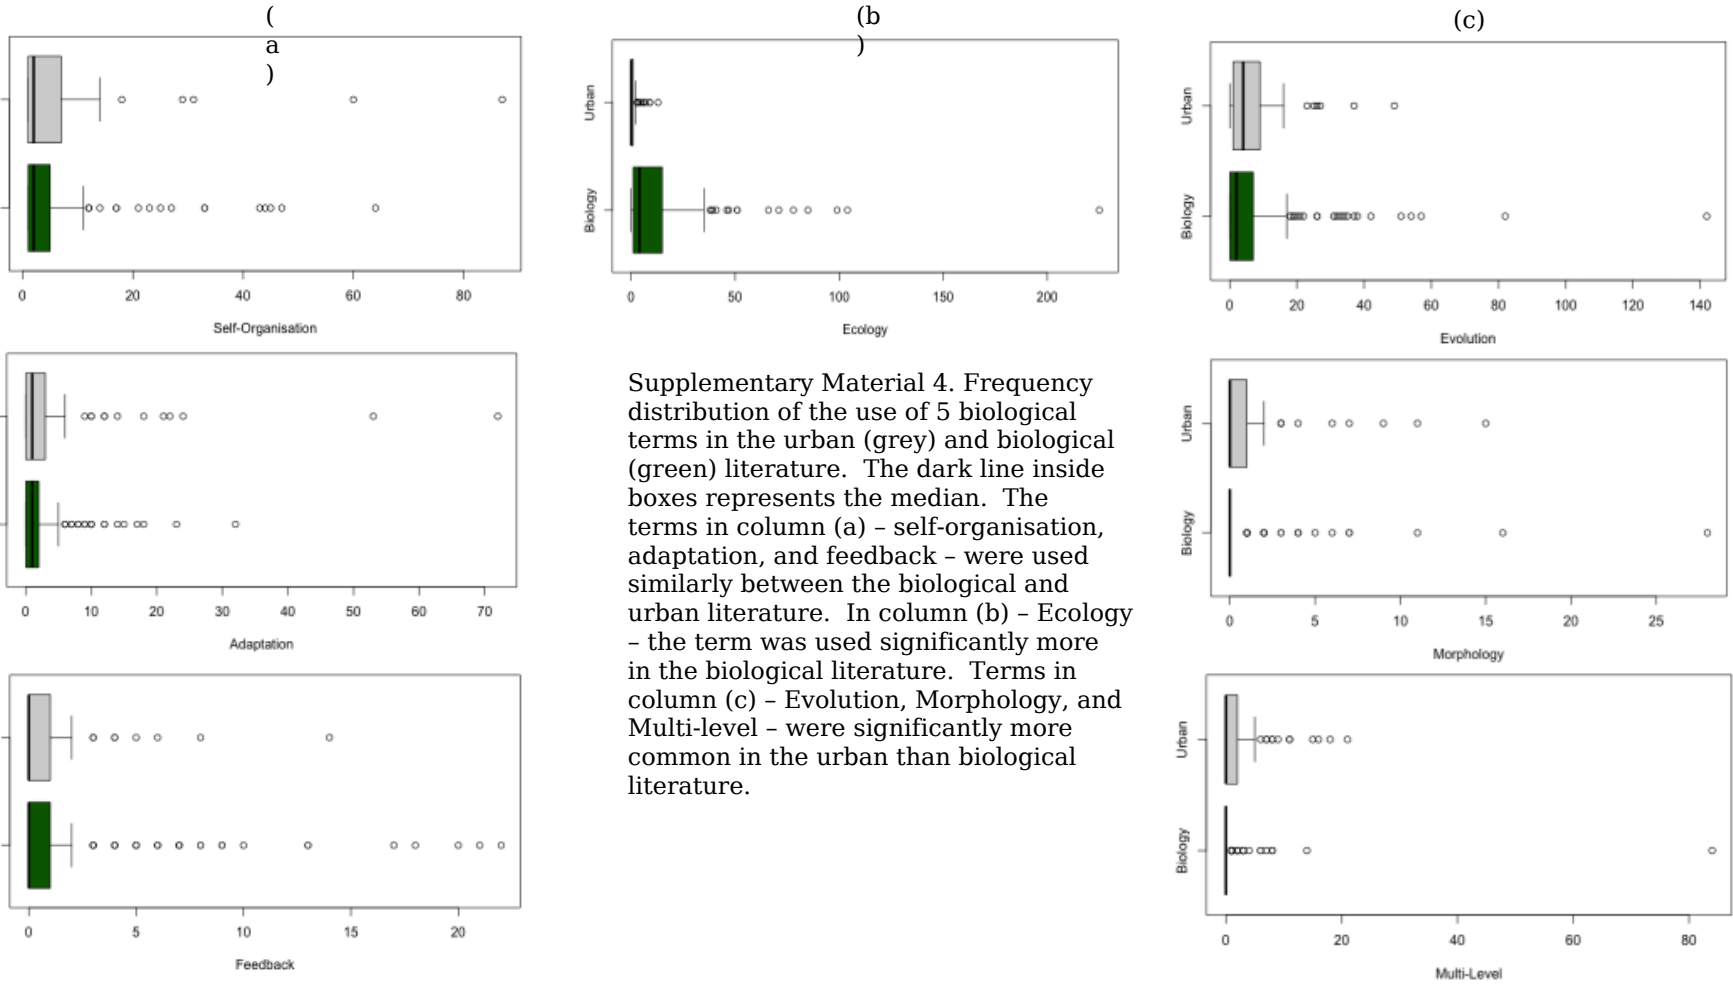 (
a
)
0 20 40 60 80
Self-Organisation
0 10 20 30 40 50 60 70
Adaptation
0 5 10 15 20
Feedback
(b
)
Urban
Biology
0 50 100 150 200
Ecology
Supplementary Material 4. Frequency
distribution of the use of 5 biological
terms in the urban (grey) and biological
(green) literature.  The dark line inside
boxes represents the median.  The
terms in column (a) – self-organisation,
adaptation, and feedback – were used
similarly between the biological and
urban literature.  In column (b) – Ecology
– the term was used significantly more
in the biological literature.  Terms in
column (c) – Evolution, Morphology, and
Multi-level – were significantly more
common in the urban than biological
literature.
(c)
Urban
Biology
0 20 40 60 80 100 120 140
Evolution
Urban
Biology
0 5 10 15 20 25
Morphology
Urban
Biology
0 20 40 60 80
Multi-Level